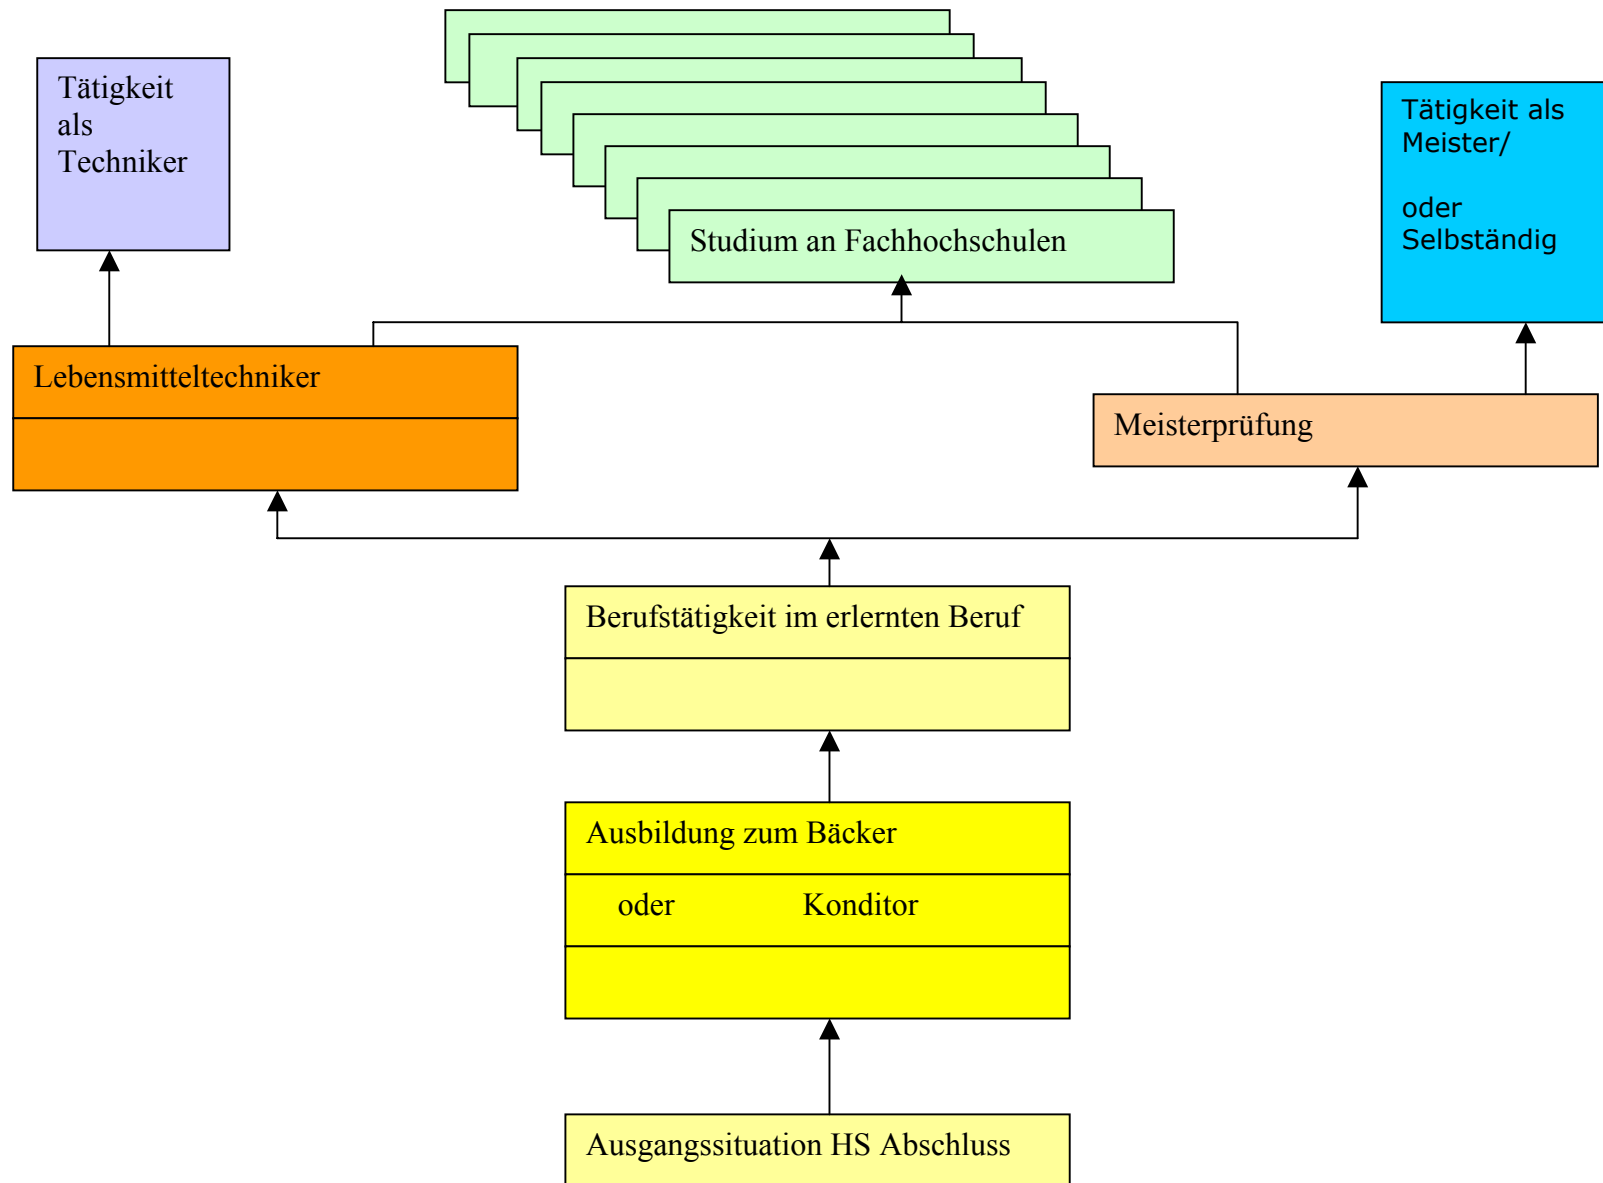 Tätigkeit
als
Techniker
Tätigkeit als
Meister/
oder
Selbständig
Studium an Fachhochschulen
Lebensmitteltechniker
Meisterprüfung
Berufstätigkeit im erlernten Beruf
Ausbildung zum Bäcker
oder Konditor
Ausgangssituation HS Abschluss